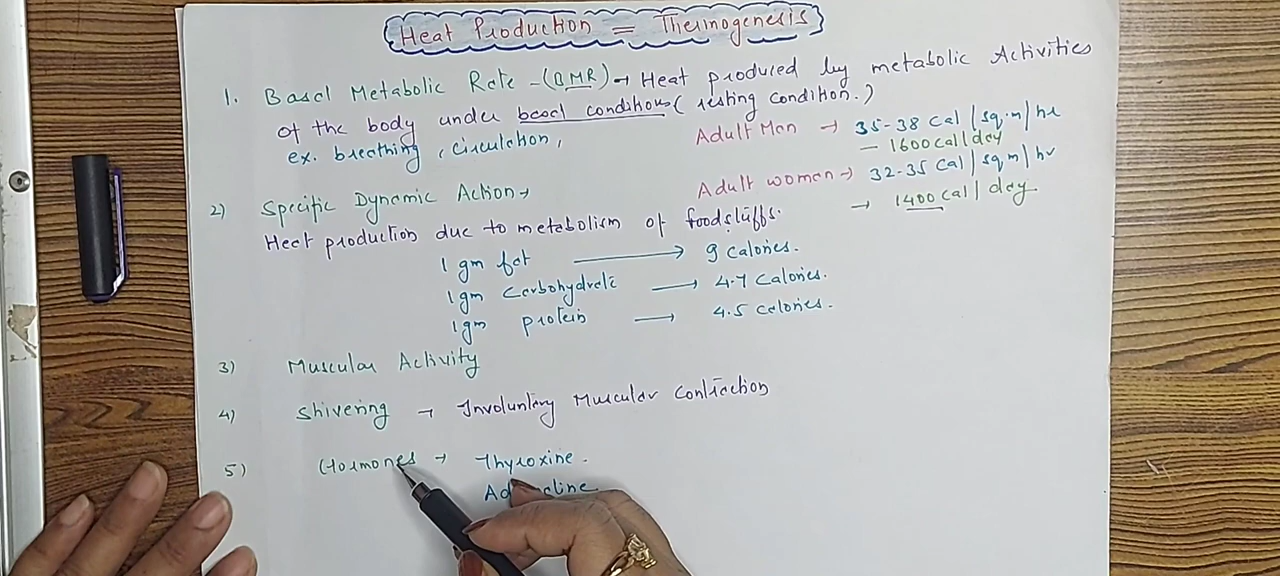 Heat Production = Thermogenesis
1. Basal Metabolic Rate - (BMR) → Heat produced by metabolic Activities
of the body under basal conditions (resting condition.)
ex. breathing, circulation,
Adult Man → 35-38 Cal/sq.m/hr
— 1600 cal/day
Adult women → 32-35 Cal/sq m/hr
→ 1400 cal/day
2) Specific Dynamic Action →
Heat production due to metabolism of foodstuffs.
1 gm fat → 9 calories.
1 gm Carbohydrate → 4.7 Calories.
1 gm protein → 4.5 calories.
3) Muscular Activity
4) Shivering → Involuntary Muscular Contraction
5) Hormones → Thyroxine.